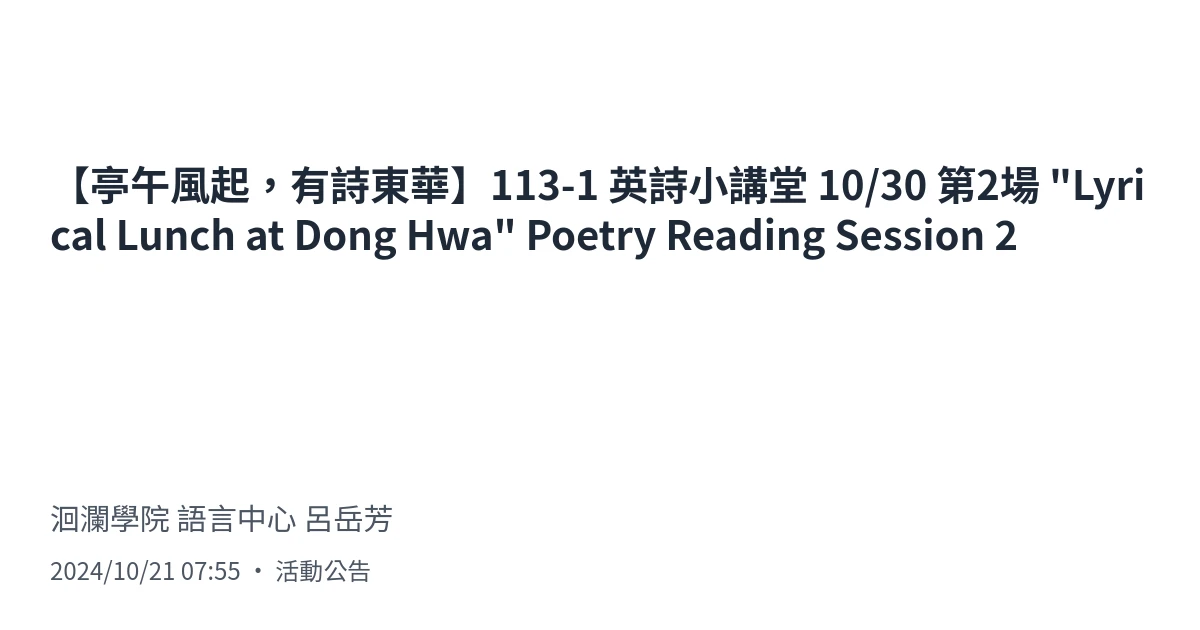 【亭午風起，有詩東華】113-1 英詩小講堂 10/30 第2場 "Lyri
cal Lunch at Dong Hwa" Poetry Reading Session 2
洄瀾學院 語言中心 呂岳芳
2024/10/21 07:55 ・ 活動公告